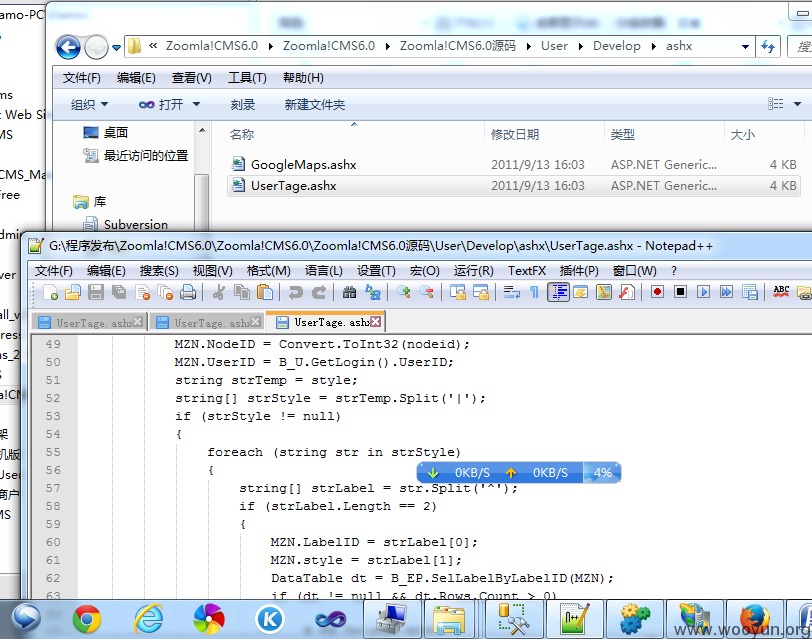 amo-PC
« Zoomla!CMS6.0 ▸ Zoomla!CMS6.0 ▸ Zoomla!CMS6.0源码 ▸ User ▸ Develop ▸ ashx
文件(F) 编辑(E) 查看(V) 工具(T) 帮助(H)
组织 打开 刻录 新建文件夹
ms
t Web Si
MS
CMS_Ma
Free
dmin
ver
all_v
press
ms_2
S
a!CM
架
机版
User
商户
MS
桌面
最近访问的位置
库
Subversion
名称 修改日期 类型 大小
GoogleMaps.ashx 2011/9/13 16:03 ASP.NET Generic... 4 KB
UserTage.ashx 2011/9/13 16:03 ASP.NET Generic... 4 KB
G:\程序发布\Zoomla!CMS6.0\Zoomla!CMS6.0\Zoomla!CMS6.0源码\User\Develop\ashx\UserTage.ashx - Notepad++
文件(F) 编辑(E) 搜索(S) 视图(V) 格式(M) 语言(L) 设置(T) 宏(O) 运行(R) TextFX 插件(P) 窗口(W) ?
ABC
UserTage.ashx UserTage.ashx UserTage.ashx
49 MZN.NodeID = Convert.ToInt32(nodeid);
50 MZN.UserID = B_U.GetLogin().UserID;
51 string strTemp = style;
52 string[] strStyle = strTemp.Split('|');
53 if (strStyle != null)
54 {
55 foreach (string str in strStyle)
56 {
0KB/S 0KB/S 4%
57 string[] strLabel = str.Split('^');
58 if (strLabel.Length == 2)
59 {
60 MZN.LabelID = strLabel[0];
61 MZN.style = strLabel[1];
62 DataTable dt = B_EP.SelLabelByLabelID(MZN);
63 if (dt != null && dt.Rows.Count > 0)
www.wooyun.org